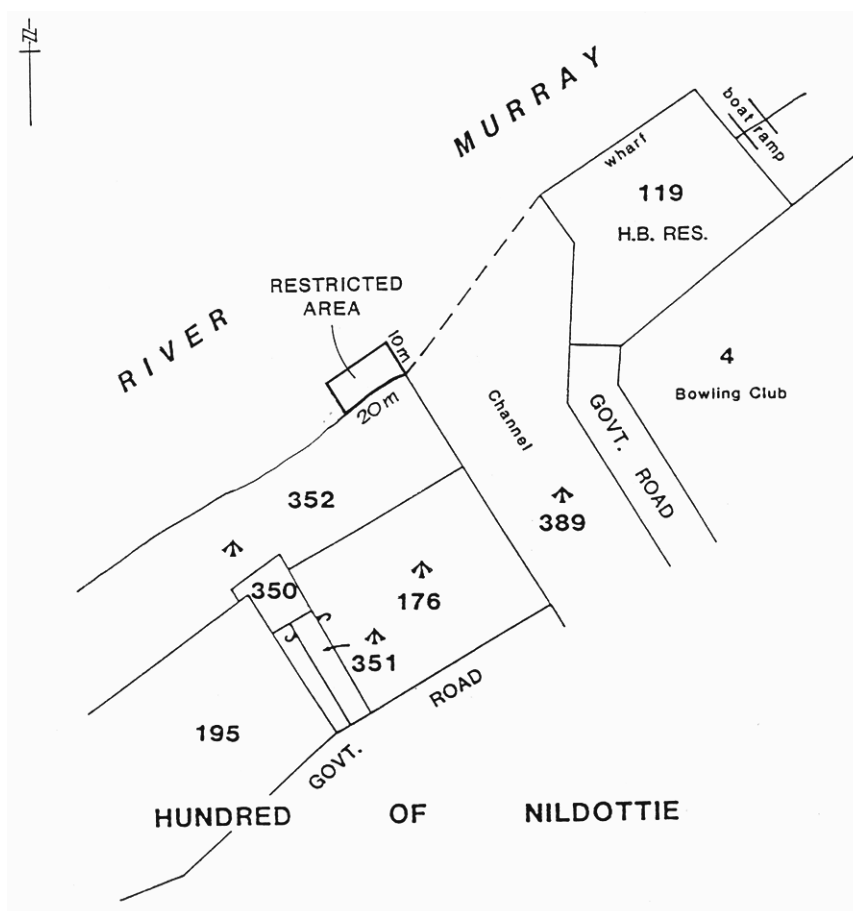 N
MURRAY
boat ramp
wharf
119
H.B. RES.
RESTRICTED
AREA
RIVER
10m
20m
4
Bowling Club
Channel
GOVT. ROAD
352
389
350
176
351
195
GOVT. ROAD
HUNDRED OF NILDOTTIE